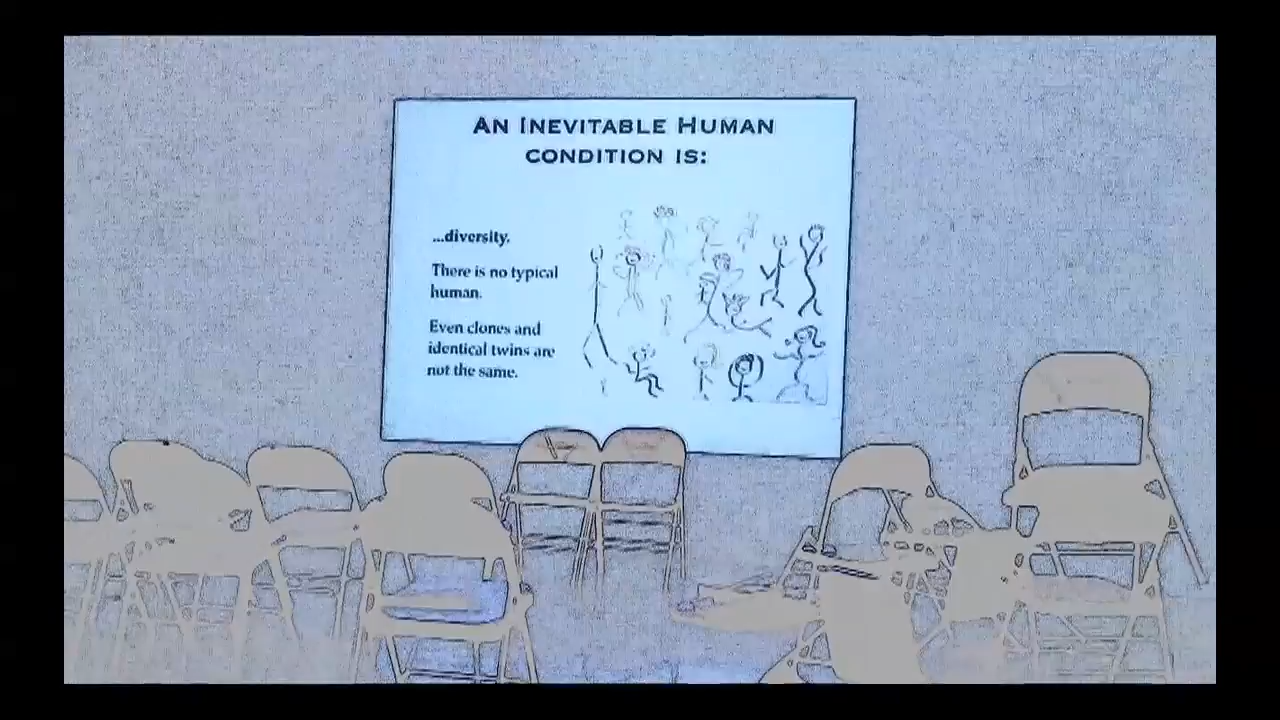 AN INEVITABLE HUMAN
CONDITION IS:
...diversity.
There is no typical
human.
Even clones and
identical twins are
not the same.